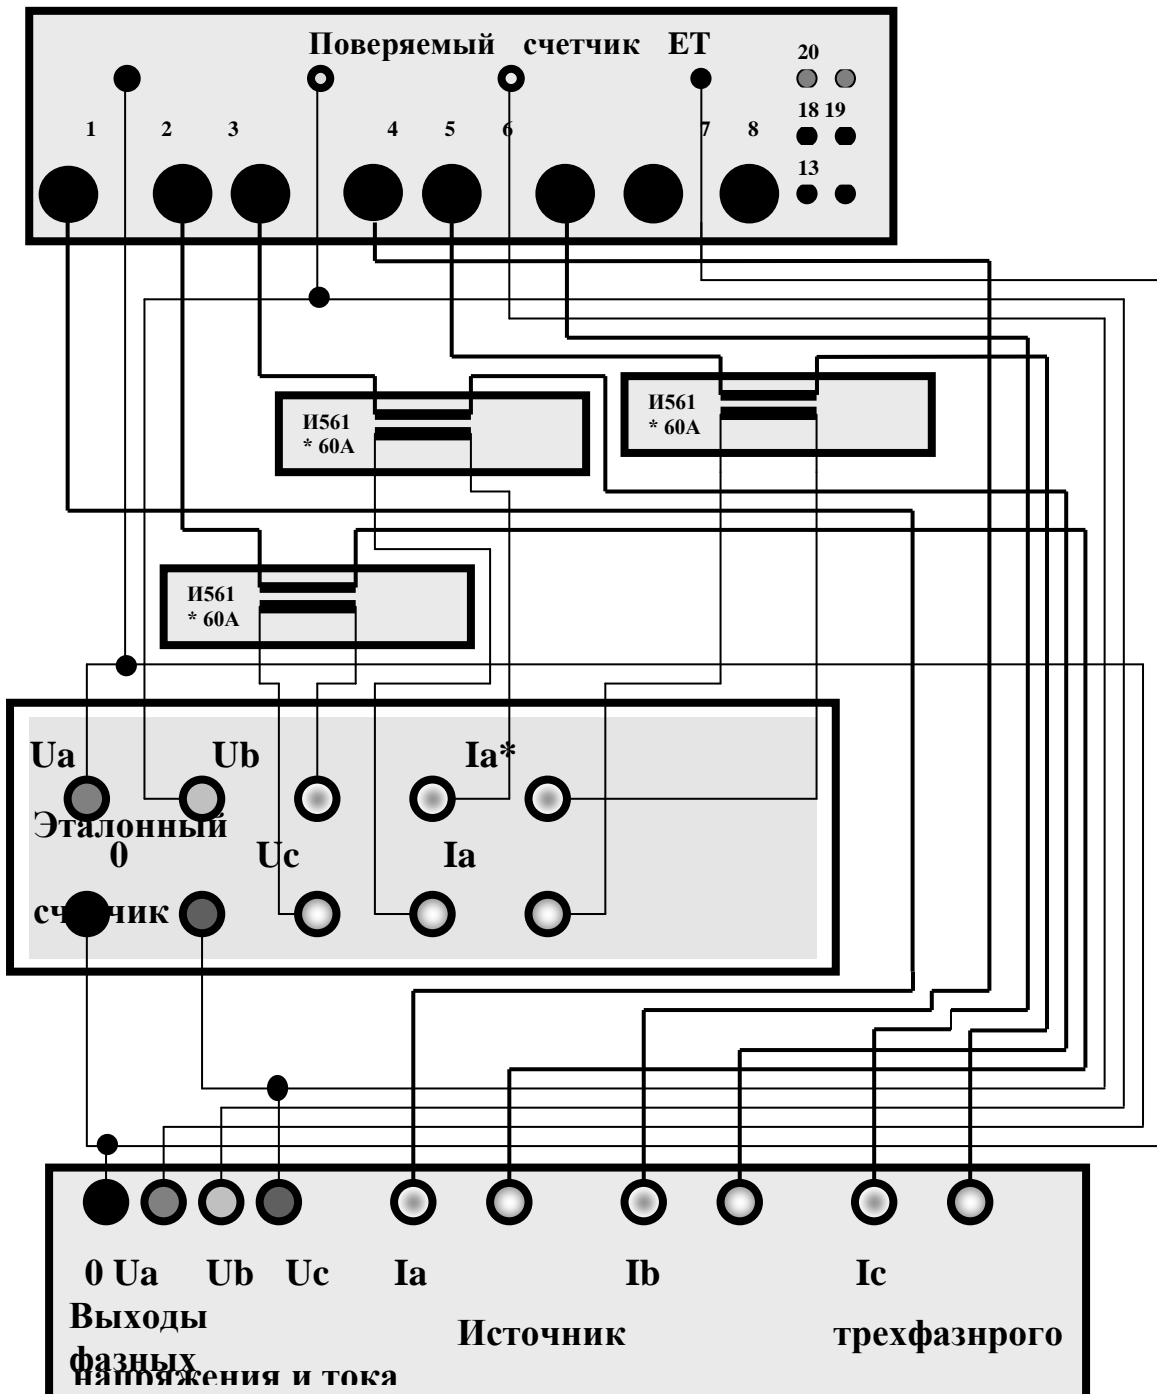 Поверяемый счетчик ЕТ
20
1 2 3 4 5 6 7 8 18 19
13
И561
* 60А
И561
* 60А
И561
* 60А
Ua Ub Ia*
Эталонный
0 Uc Ia
счетчик
0 Ua Ub Uc Ia Ib Ic
Выходы
Источник трехфазнрого
фазных
напряжения и тока